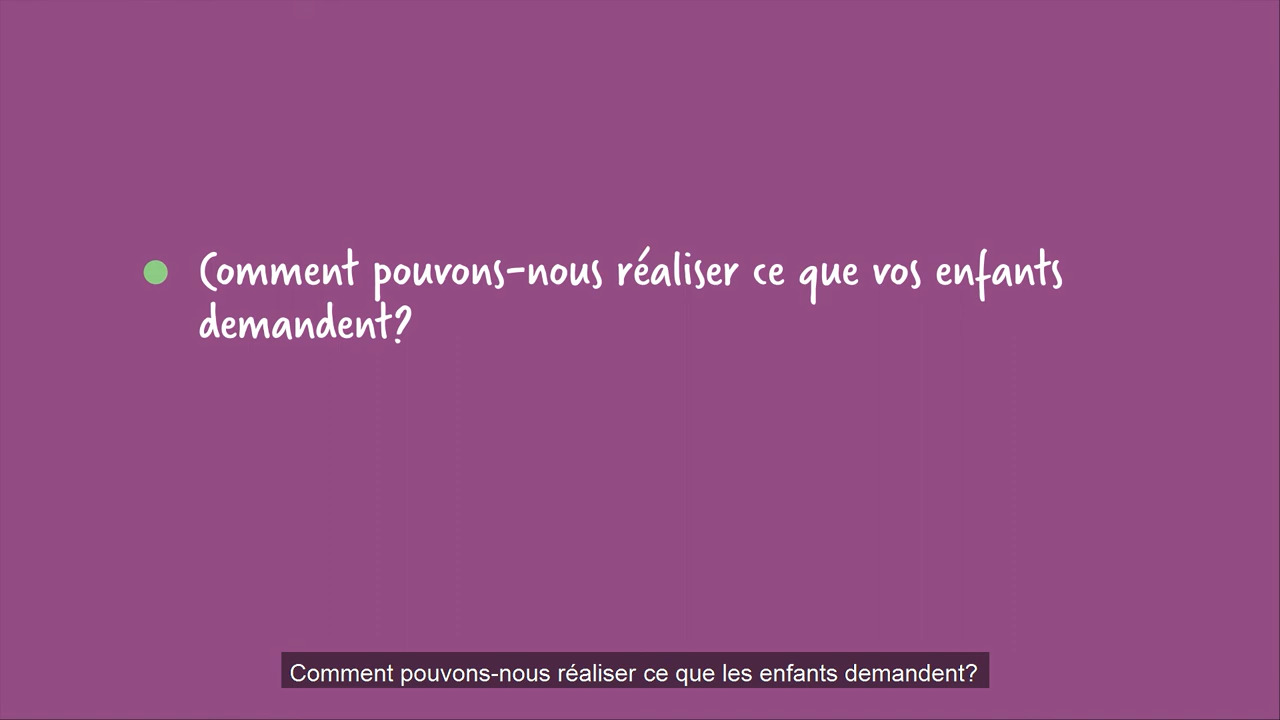 Comment pouvons-nous réaliser ce que vos enfants
demandent?
Comment pouvons-nous réaliser ce que les enfants demandent?